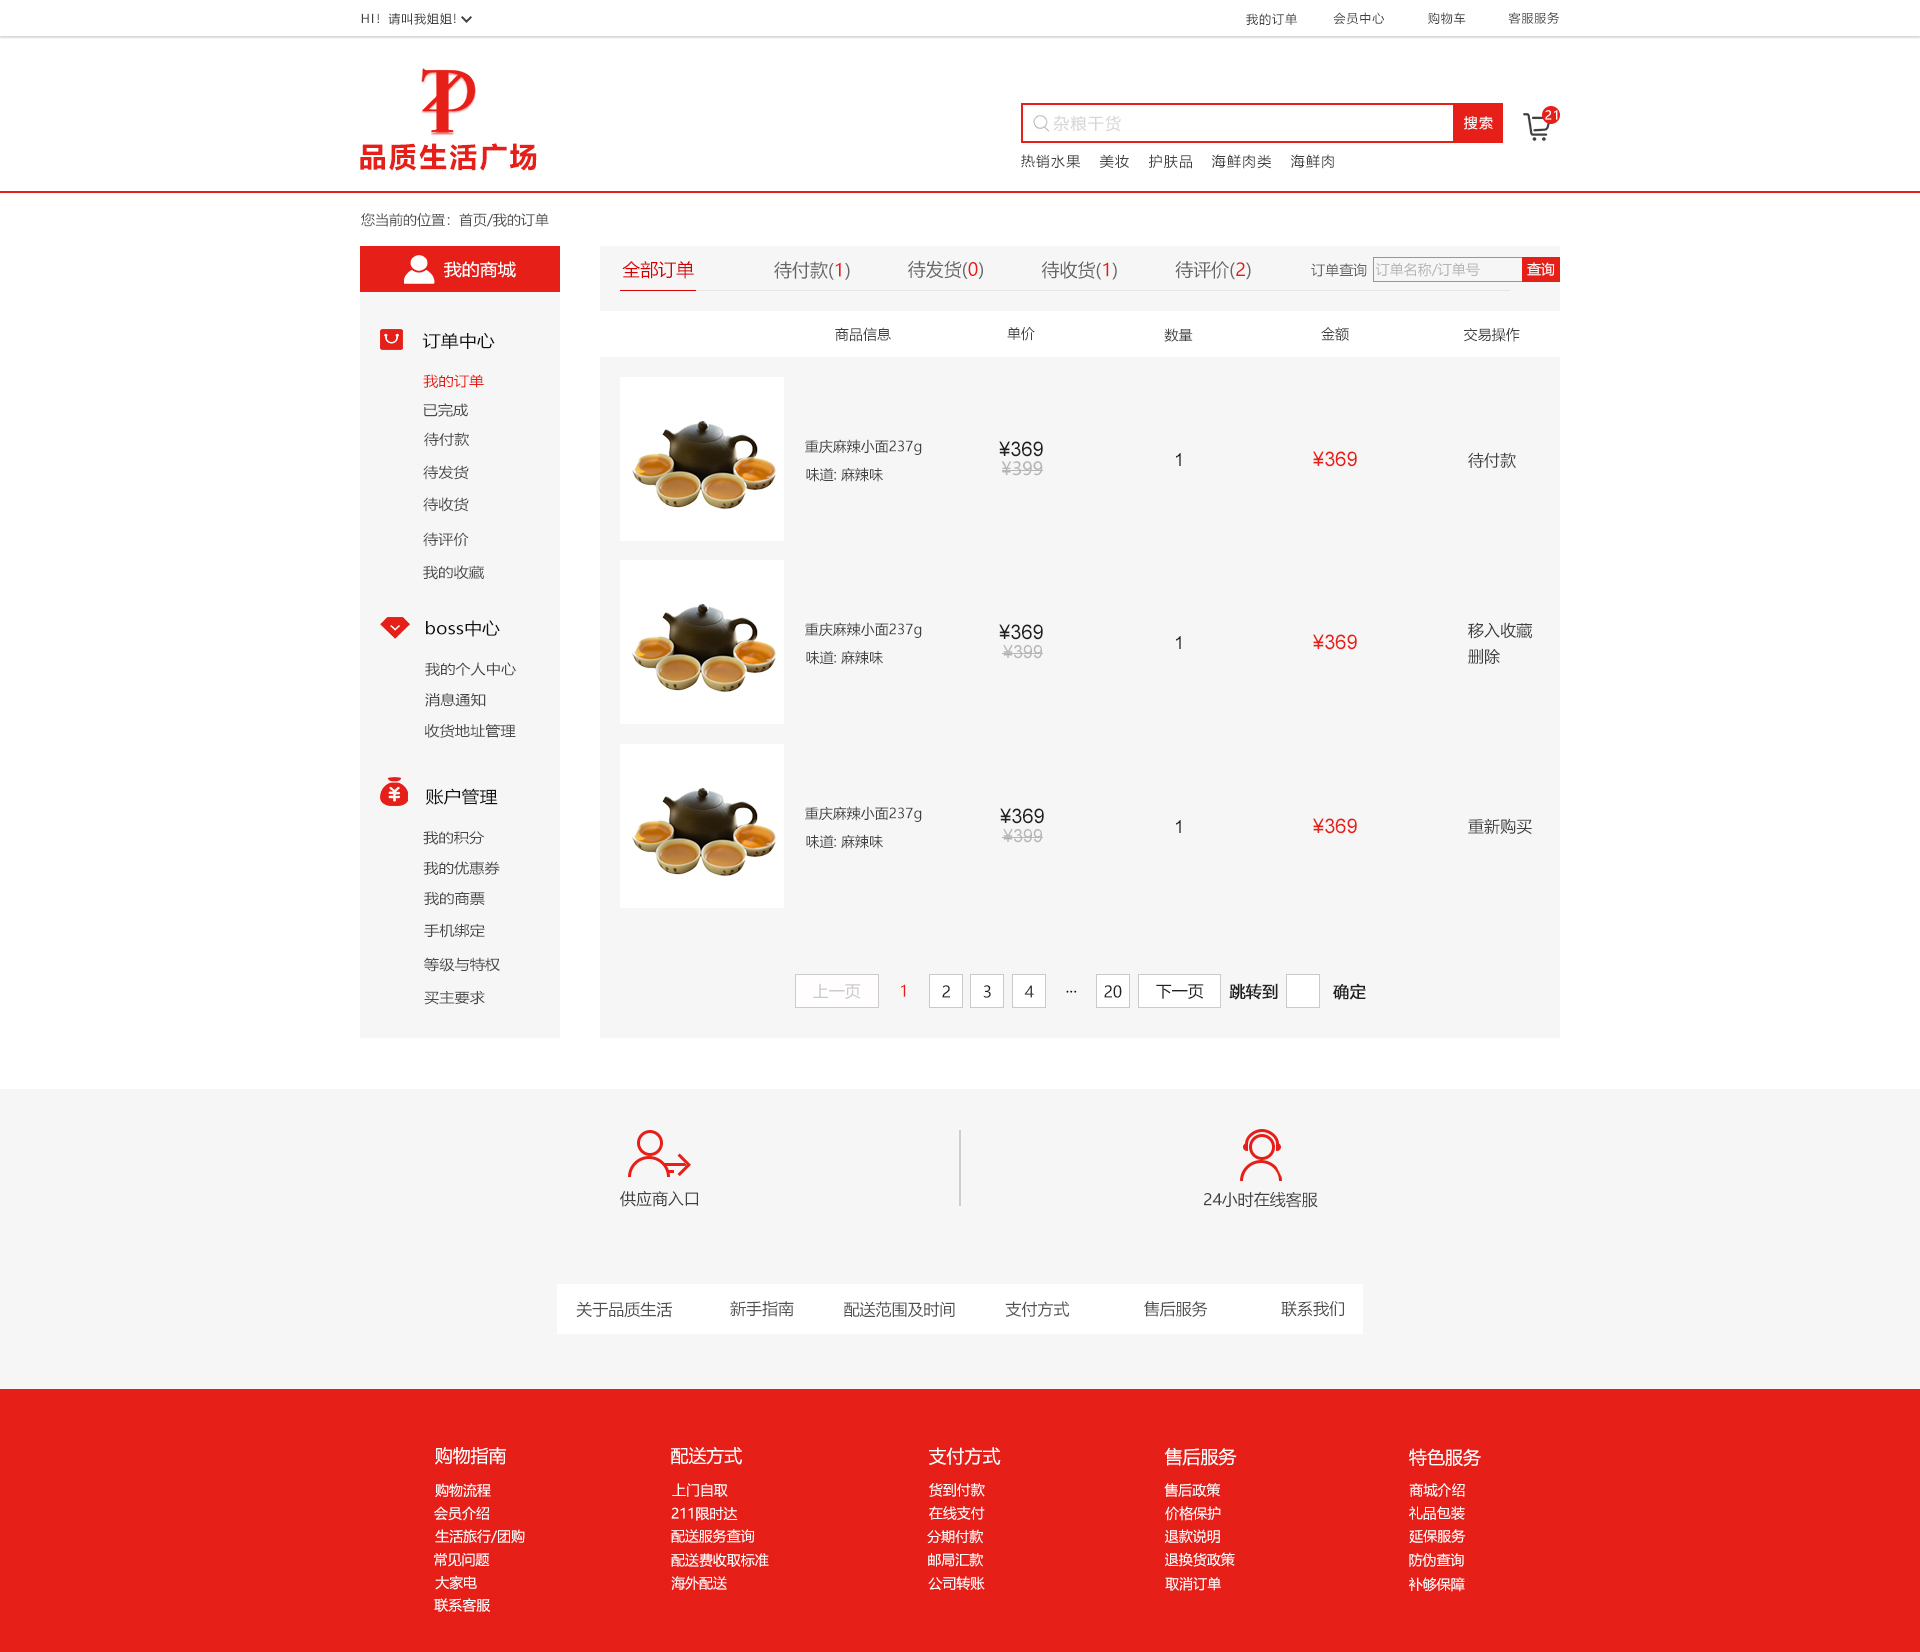 HI！请叫我姐姐!
我的订单 会员中心 购物车 客服服务
品质生活广场
杂粮干货 搜索 21
热销水果 美妆 护肤品 海鲜肉类 海鲜肉
您当前的位置：首页/我的订单
我的商城
订单中心
我的订单
已完成
待付款
待发货
待收货
待评价
我的收藏
boss中心
我的个人中心
消息通知
收货地址管理
账户管理
我的积分
我的优惠券
我的商票
手机绑定
等级与特权
买主要求
全部订单 待付款(1) 待发货(0) 待收货(1) 待评价(2) 订单查询 订单名称/订单号 查询
商品信息 单价 数量 金额 交易操作
重庆麻辣小面237g
味道: 麻辣味
¥369
¥399
1
¥369
待付款
重庆麻辣小面237g
味道: 麻辣味
¥369
¥399
1
¥369
移入收藏
删除
重庆麻辣小面237g
味道: 麻辣味
¥369
¥399
1
¥369
重新购买
上一页 1 2 3 4 ··· 20 下一页 跳转到 确定
供应商入口
24小时在线客服
关于品质生活 新手指南 配送范围及时间 支付方式 售后服务 联系我们
购物指南
购物流程
会员介绍
生活旅行/团购
常见问题
大家电
联系客服
配送方式
上门自取
211限时达
配送服务查询
配送费收取标准
海外配送
支付方式
货到付款
在线支付
分期付款
邮局汇款
公司转账
售后服务
售后政策
价格保护
退款说明
退换货政策
取消订单
特色服务
商城介绍
礼品包装
延保服务
防伪查询
补够保障